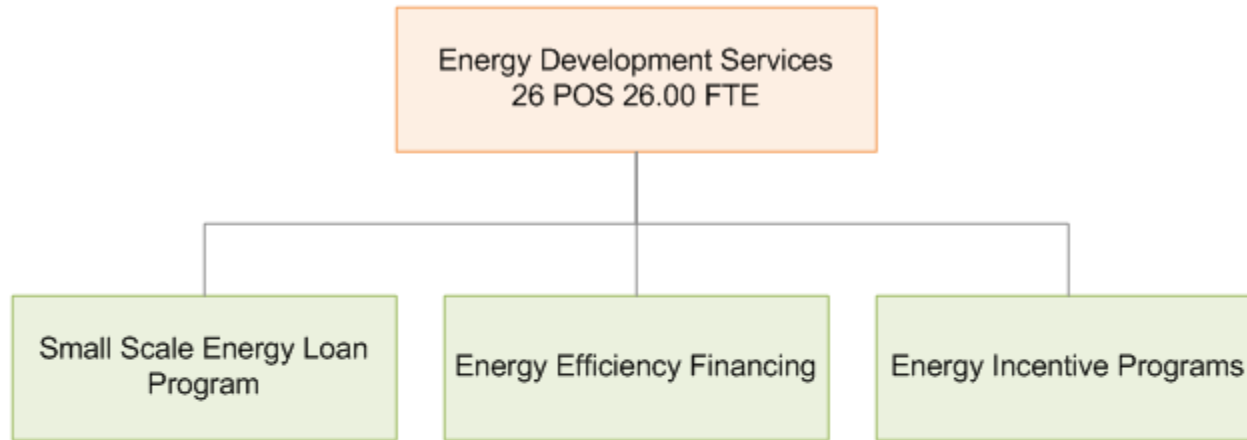 Energy Development Services
26 POS 26.00 FTE
Small Scale Energy Loan
Program
Energy Efficiency Financing
Energy Incentive Programs